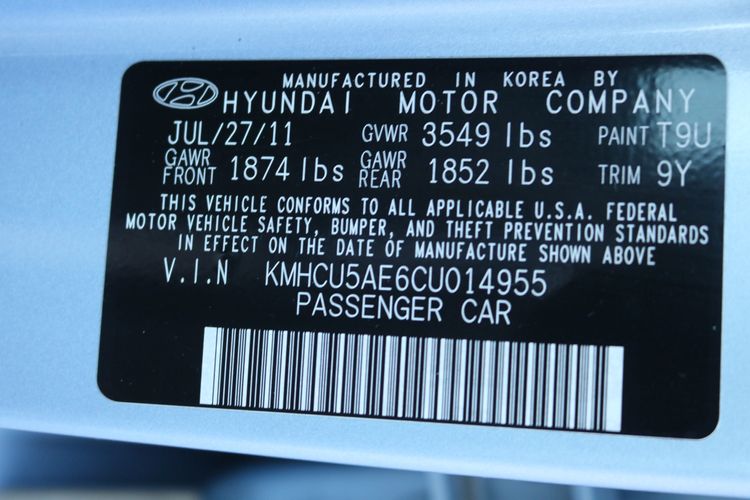 MANUFACTURED IN KOREA BY
HYUNDAI MOTOR COMPANY
JUL/27/11 GVWR 3549 lbs PAINT T9U
GAWR FRONT 1874 lbs GAWR REAR 1852 lbs TRIM 9Y
THIS VEHICLE CONFORMS TO ALL APPLICABLE U.S.A. FEDERAL
MOTOR VEHICLE SAFETY, BUMPER, AND THEFT PREVENTION STANDARDS
IN EFFECT ON THE DATE OF MANUFACTURE SHOWN ABOVE
V.I.N KMHCU5AE6CU014955
PASSENGER CAR